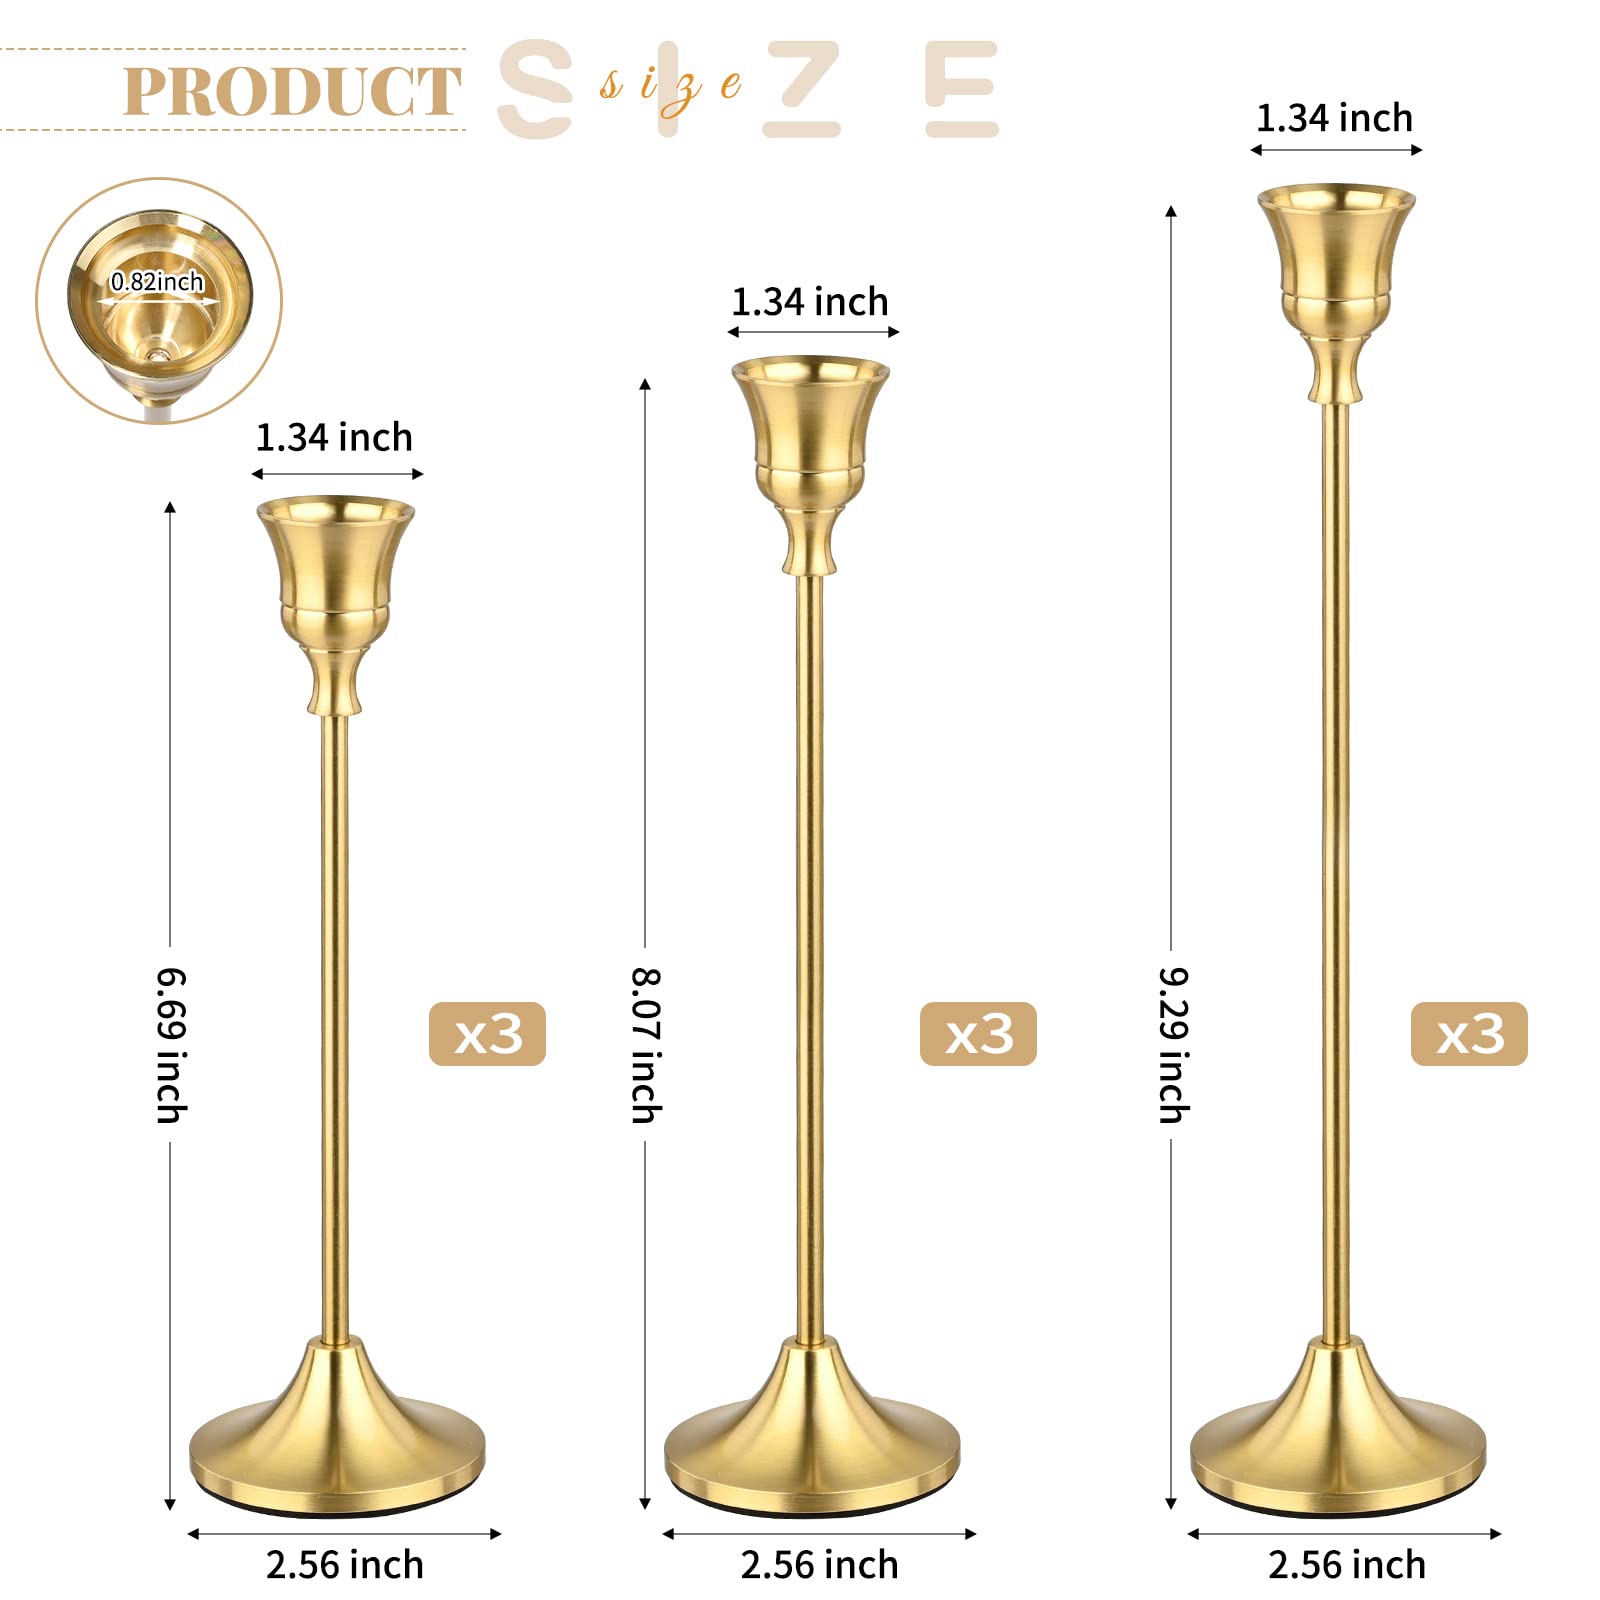 PRODUCT SIZE
size
0.82inch
1.34 inch
6.69 inch
x3
2.56 inch
1.34 inch
8.07 inch
x3
2.56 inch
1.34 inch
9.29 inch
x3
2.56 inch